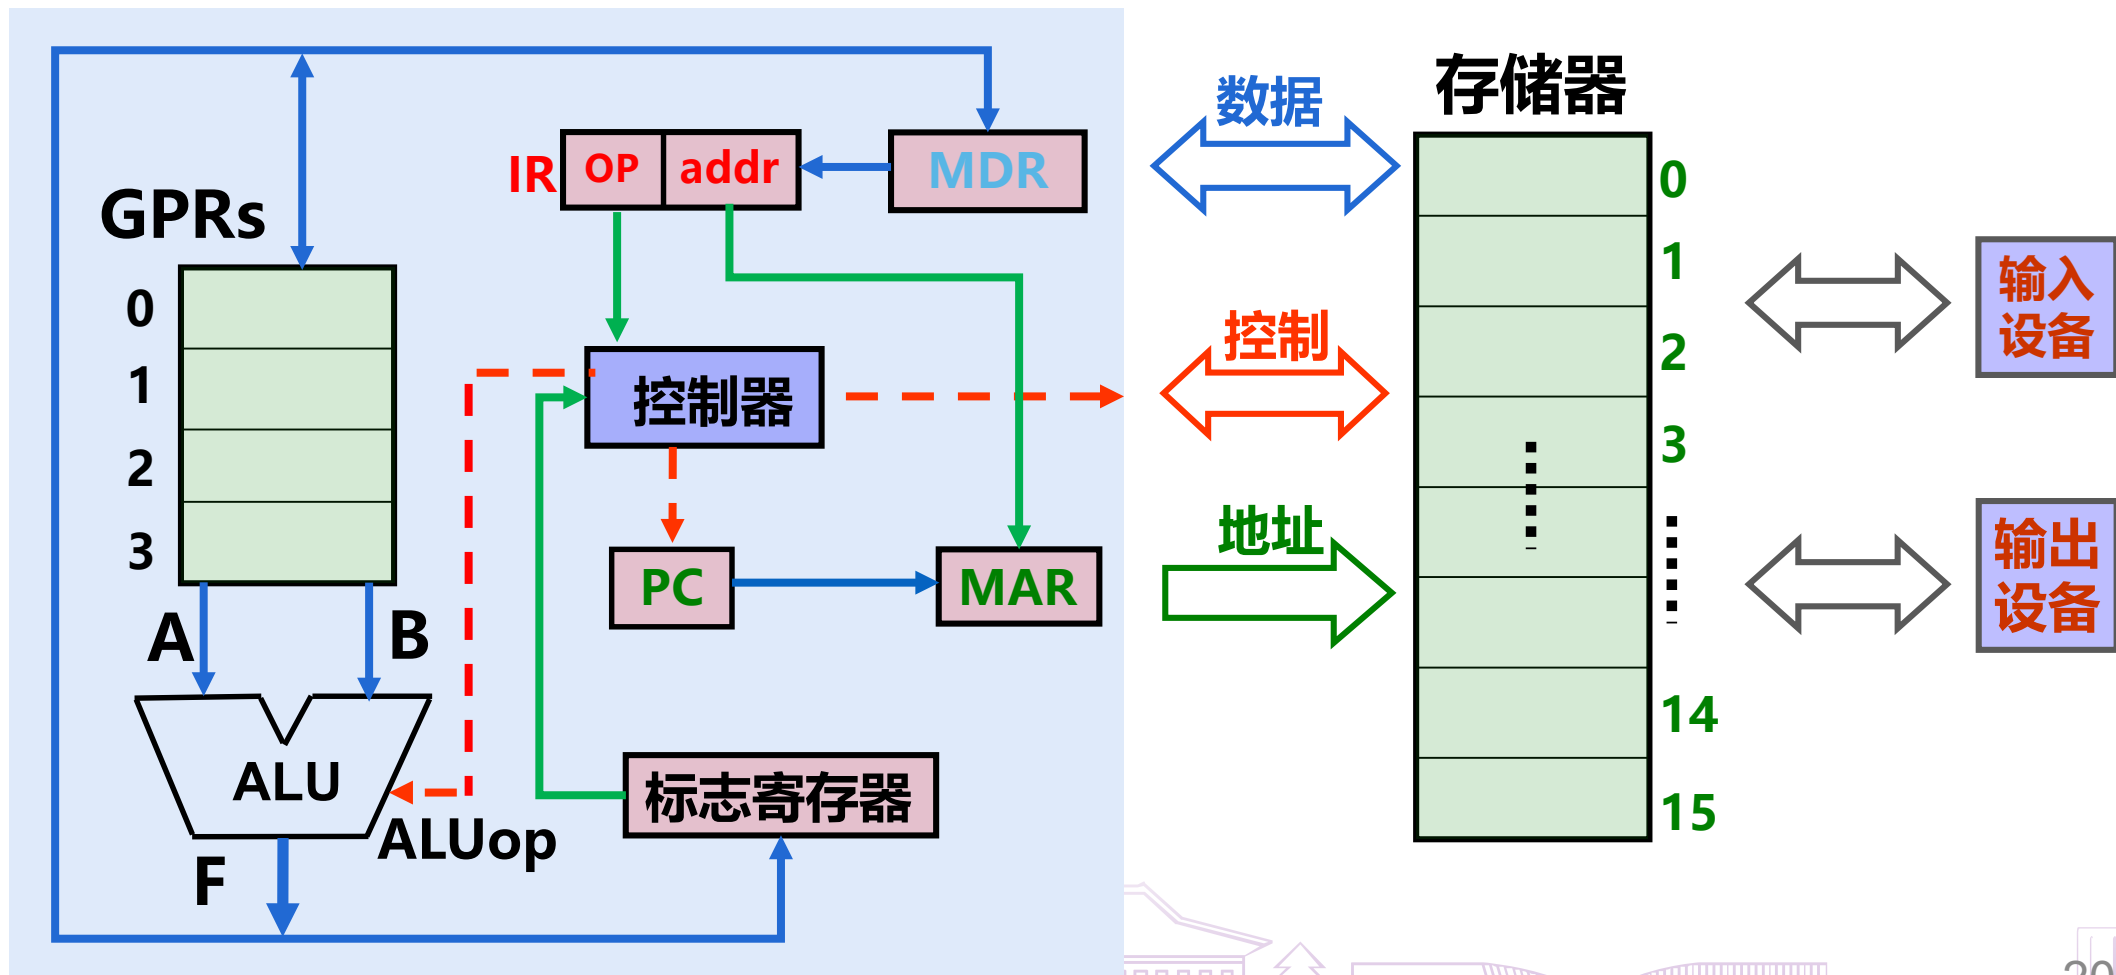 GPRs
0
1
2
3
A
B
ALU
ALUop
F
IR
OP
addr
MDR
控制器
PC
MAR
标志寄存器
数据
控制
地址
存储器
0
1
2
3
14
15
输入
设备
输出
设备